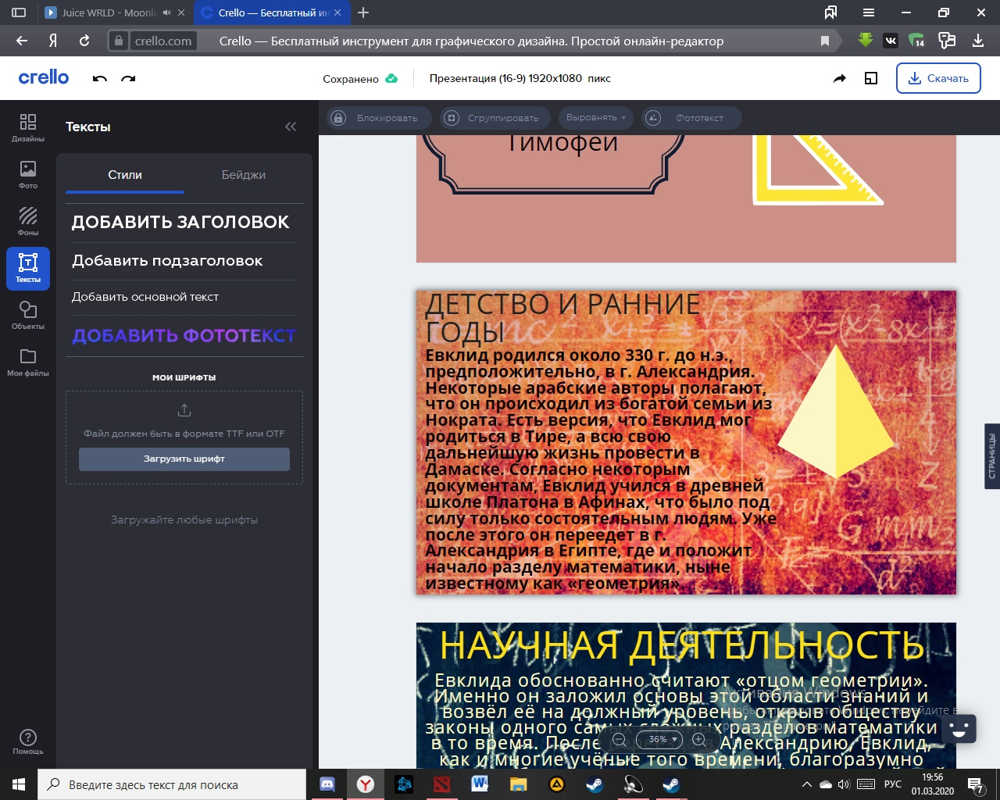 Juice WRLD - Moonli
Crello — Бесплатный ин
crello.com
Crello — Бесплатный инструмент для графического дизайна. Простой онлайн-редактор
14
crello
Сохранено
Презентация (16-9) 1920x1080 пикс
Скачать
Дизайны
Фото
Фоны
Тексты
Объекты
Мои файлы
Помощь
Тексты
Стили
Бейджи
ДОБАВИТЬ ЗАГОЛОВОК
Добавить подзаголовок
Добавить основной текст
ДОБАВИТЬ ФОТОТЕКСТ
МОИ ШРИФТЫ
Файл должен быть в формате TTF или OTF
Загрузить шрифт
Загружайте любые шрифты
Блокировать
Сгруппировать
Выровнять
Фототекст
Тимофей
ДЕТСТВО И РАННИЕ
ГОДЫ
Евклид родился около 330 г. до н.э.,
предположительно, в г. Александрия.
Некоторые арабские авторы полагают,
что он происходил из богатой семьи из
Нократа. Есть версия, что Евклид мог
родиться в Тире, а всю свою
дальнейшую жизнь провести в
Дамаске. Согласно некоторым
документам, Евклид учился в древней
школе Платона в Афинах, что было под
силу только состоятельным людям. Уже
после этого он переедет в г.
Александрия в Египте, где и положит
начало разделу математики, ныне
известному как «геометрия».
СТРАНИЦЫ
НАУЧНАЯ ДЕЯТЕЛЬНОСТЬ
Евклида обоснованно считают «отцом геометрии».
Именно он заложил основы этой области знаний и
возвёл её на должный уровень, открыв обществу
законы одного самых сложных разделов математики
в то время. После Александрию, Евклид,
как и многие учёные того времени, благоразумно
Активация Windows
36%
Введите здесь текст для поиска
РУС
19:56
01.03.2020
7